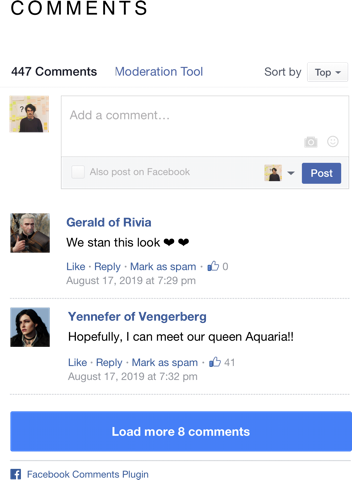 COMMENTS
447 Comments Moderation Tool Sort by Top
Add a comment...
Also post on Facebook Post
Gerald of Rivia
We stan this look ❤ ❤
Like · Reply · Mark as spam · 0
August 17, 2019 at 7:29 pm
Yennefer of Vengerberg
Hopefully, I can meet our queen Aquaria!!
Like · Reply · Mark as spam · 41
August 17, 2019 at 7:32 pm
Load more 8 comments
Facebook Comments Plugin